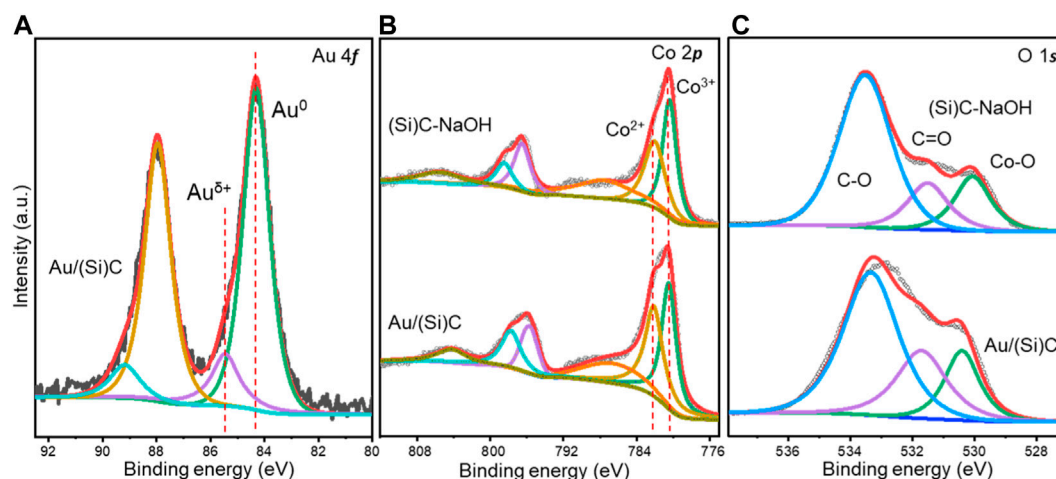 A
Au 4f
Au⁰
Auᵟ⁺
Au/(Si)C
Intensity (a.u.)
92 90 88 86 84 82 80
Binding energy (eV)
B
Co 2p
Co³⁺
(Si)C-NaOH
Co²⁺
Au/(Si)C
808 800 792 784 776
Binding energy (eV)
C
O 1s
(Si)C-NaOH
C=O
Co-O
C-O
Au/(Si)C
536 534 532 530 528
Binding energy (eV)